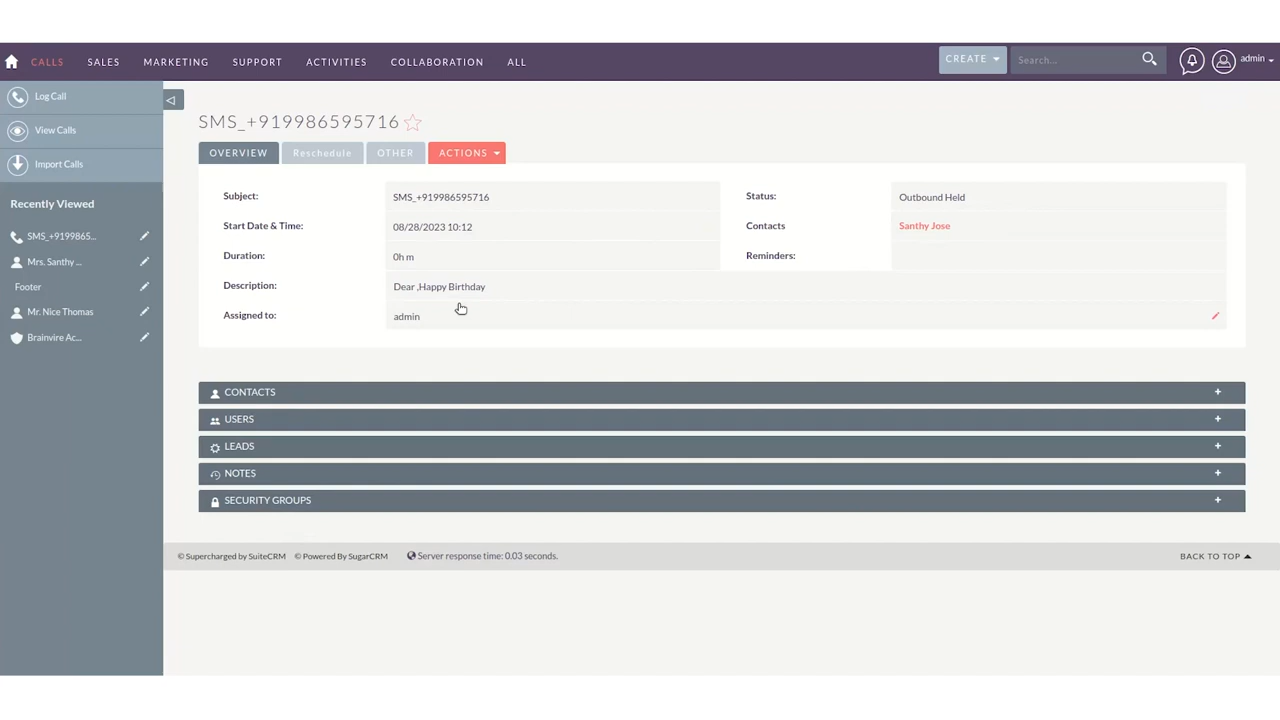 CALLS SALES MARKETING SUPPORT ACTIVITIES COLLABORATION ALL CREATE Search... admin
Log Call
View Calls
Import Calls
Recently Viewed
SMS_+9199865...
Mrs. Santhy ...
Footer
Mr. Nice Thomas
Brainvire Ac...
SMS_+919986595716
OVERVIEW Reschedule OTHER ACTIONS
Subject: SMS_+919986595716 Status: Outbound Held
Start Date & Time: 08/28/2023 10:12 Contacts Santhy Jose
Duration: 0h m Reminders:
Description: Dear ,Happy Birthday
Assigned to: admin
CONTACTS +
USERS +
LEADS +
NOTES +
SECURITY GROUPS +
© Supercharged by SuiteCRM © Powered By SugarCRM Server response time: 0.03 seconds. BACK TO TOP